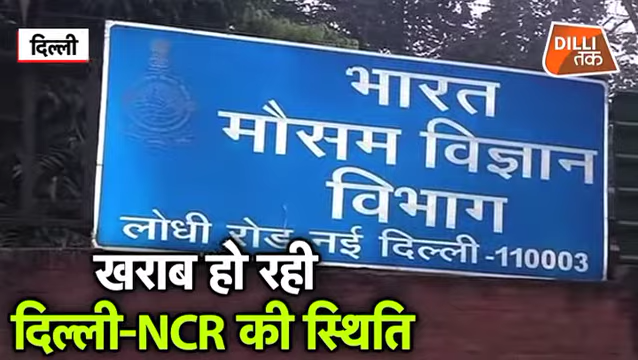 दिल्ली
DILLI
तक
भारत
मौसम विज्ञान
विभाग
लोधी रोड नई दिल्ली -110003
खराब हो रही
दिल्ली-NCR की स्थिति